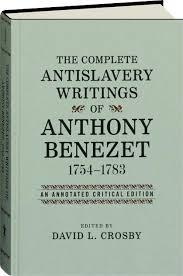 THE COMPLETE
ANTISLAVERY
WRITINGS
OF
ANTHONY
BENEZET
1754–1783
AN ANNOTATED CRITICAL EDITION
EDITED BY
DAVID L. CROSBY